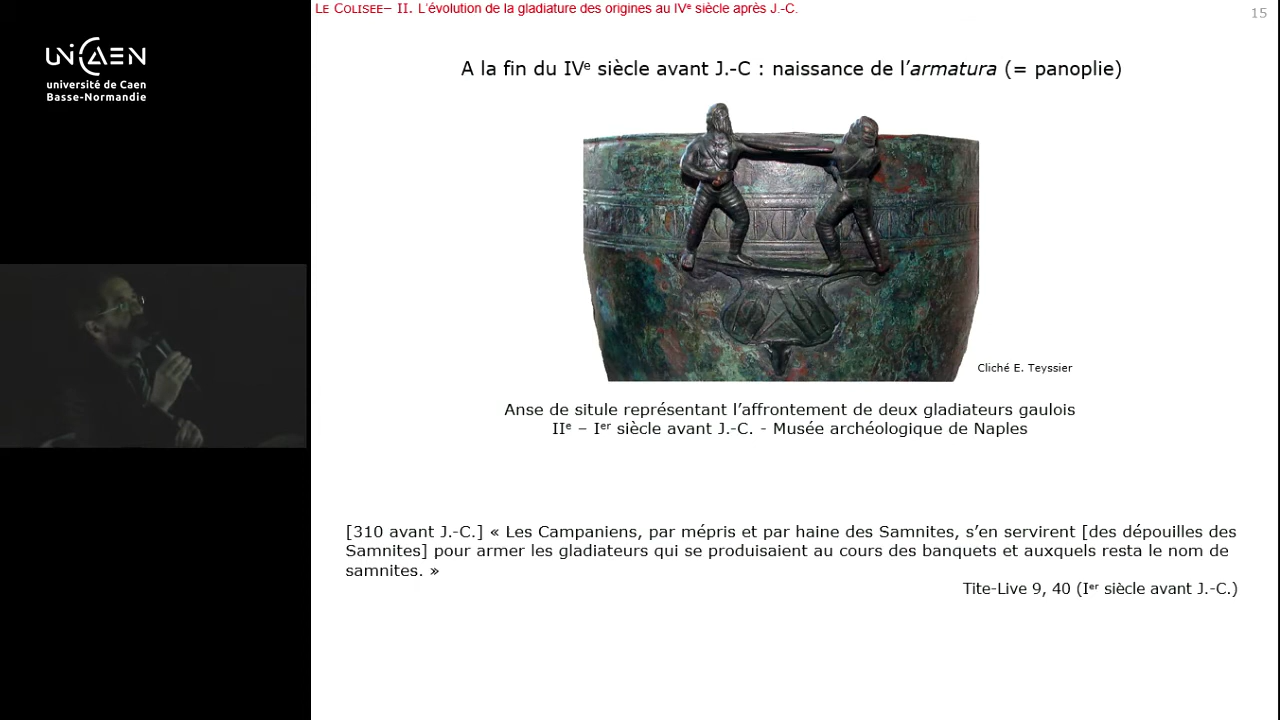 UNICAEN
université de Caen
Basse-Normandie
LE COLISEE– II. L'évolution de la gladiature des origines au IVᵉ siècle après J.-C.
15
A la fin du IVᵉ siècle avant J.-C : naissance de l'armatura (= panoplie)
Cliché E. Teyssier
Anse de situle représentant l'affrontement de deux gladiateurs gaulois
IIᵉ – Iᵉʳ siècle avant J.-C. - Musée archéologique de Naples
[310 avant J.-C.] « Les Campaniens, par mépris et par haine des Samnites, s'en servirent [des dépouilles des
Samnites] pour armer les gladiateurs qui se produisaient au cours des banquets et auxquels resta le nom de
samnites. »
Tite-Live 9, 40 (Iᵉʳ siècle avant J.-C.)